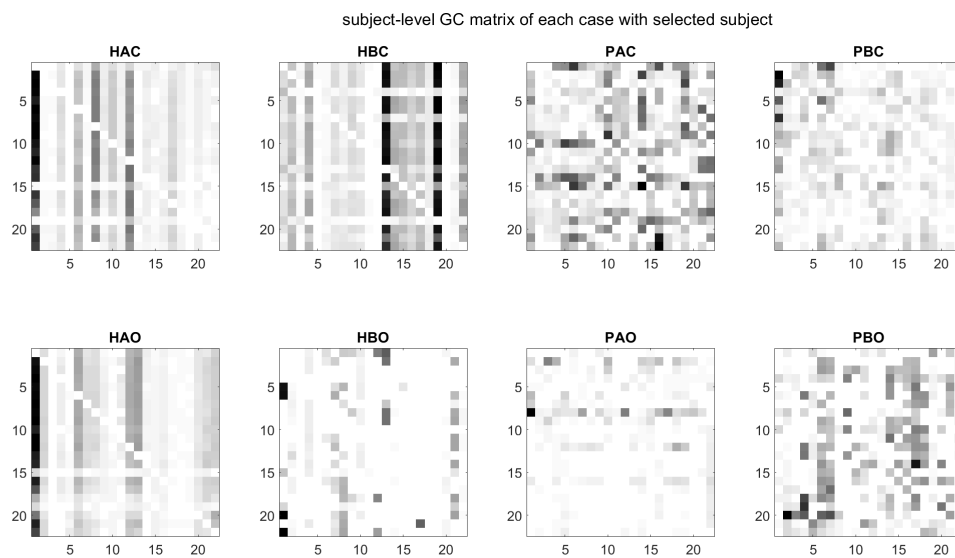 subject-level GC matrix of each case with selected subject
HAC HBC PAC PBC
5 5 5 5
10 10 10 10
15 15 15 15
20 20 20 20
5 10 15 20 5 10 15 20 5 10 15 20 5 10 15 20
HAO HBO PAO PBO
5 5 5 5
10 10 10 10
15 15 15 15
20 20 20 20
5 10 15 20 5 10 15 20 5 10 15 20 5 10 15 20